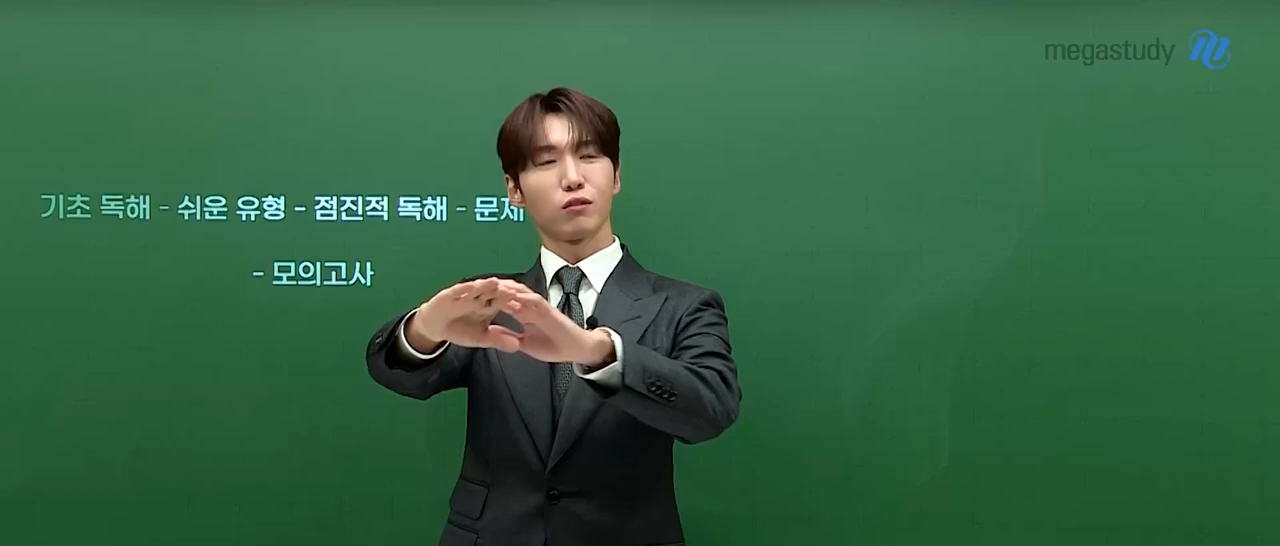 megastudy
기초 독해 - 쉬운 유형 - 점진적 독해 - 문제
- 모의고사